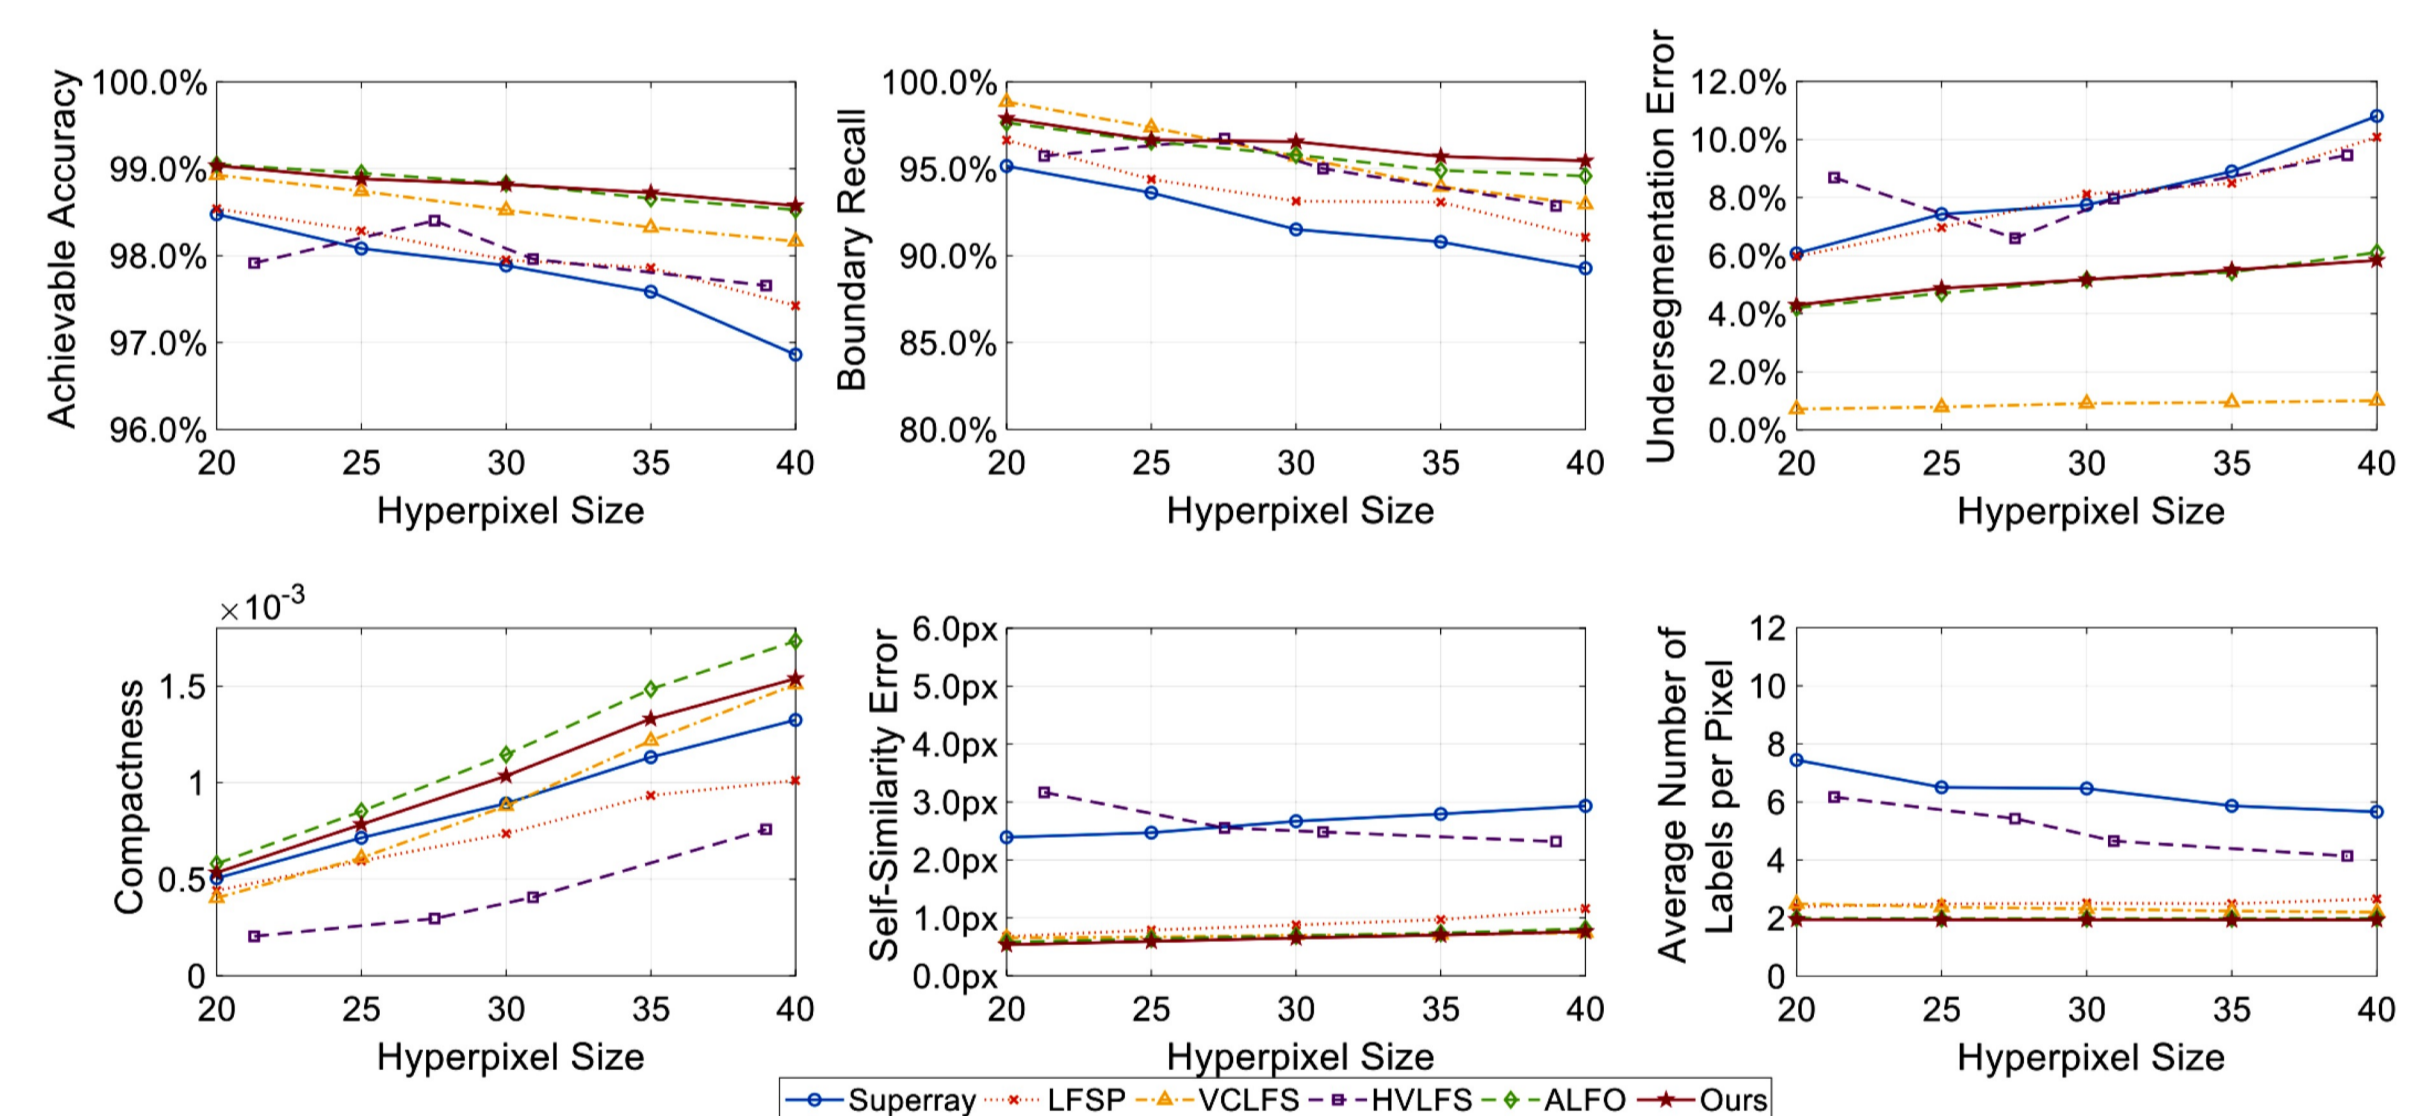 Achievable Accuracy
100.0%
99.0%
98.0%
97.0%
96.0%
20 25 30 35 40
Hyperpixel Size
Boundary Recall
100.0%
95.0%
90.0%
85.0%
80.0%
20 25 30 35 40
Hyperpixel Size
Undersegmentation Error
12.0%
10.0%
8.0%
6.0%
4.0%
2.0%
0.0%
20 25 30 35 40
Hyperpixel Size
Compactness
×10-3
1.5
1
0.5
0
20 25 30 35 40
Hyperpixel Size
Self-Similarity Error
6.0px
5.0px
4.0px
3.0px
2.0px
1.0px
0.0px
20 25 30 35 40
Hyperpixel Size
Average Number of
Labels per Pixel
12
10
8
6
4
2
0
20 25 30 35 40
Hyperpixel Size
Superray LFSP VCLFS HVLFS ALFO Ours